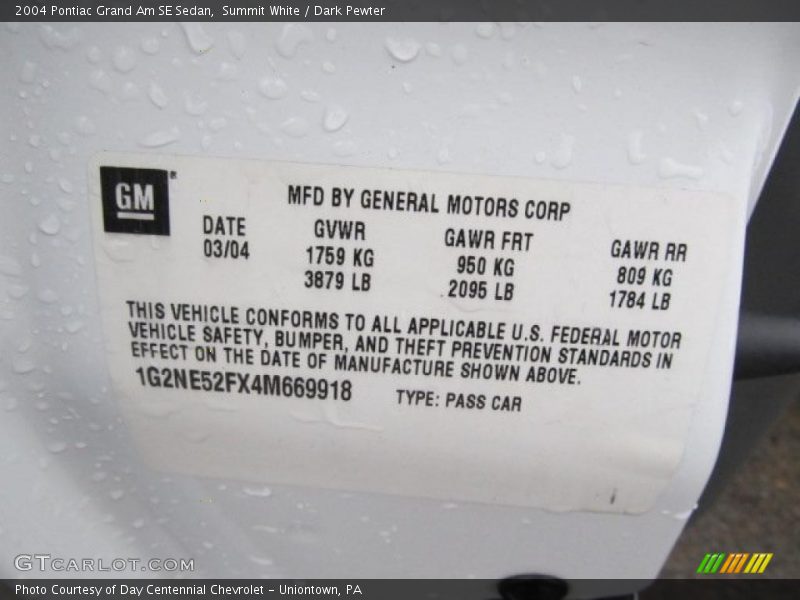 2004 Pontiac Grand Am SE Sedan,  Summit White / Dark Pewter
GM ®
MFD BY GENERAL MOTORS CORP
DATE GVWR GAWR FRT GAWR RR
03/04 1759 KG 950 KG 809 KG
3879 LB 2095 LB 1784 LB
THIS VEHICLE CONFORMS TO ALL APPLICABLE U.S. FEDERAL MOTOR
VEHICLE SAFETY, BUMPER, AND THEFT PREVENTION STANDARDS IN
EFFECT ON THE DATE OF MANUFACTURE SHOWN ABOVE.
1G2NE52FX4M669918 TYPE: PASS CAR
GTCARLOT.COM
Photo Courtesy of Day Centennial Chevrolet - Uniontown, PA